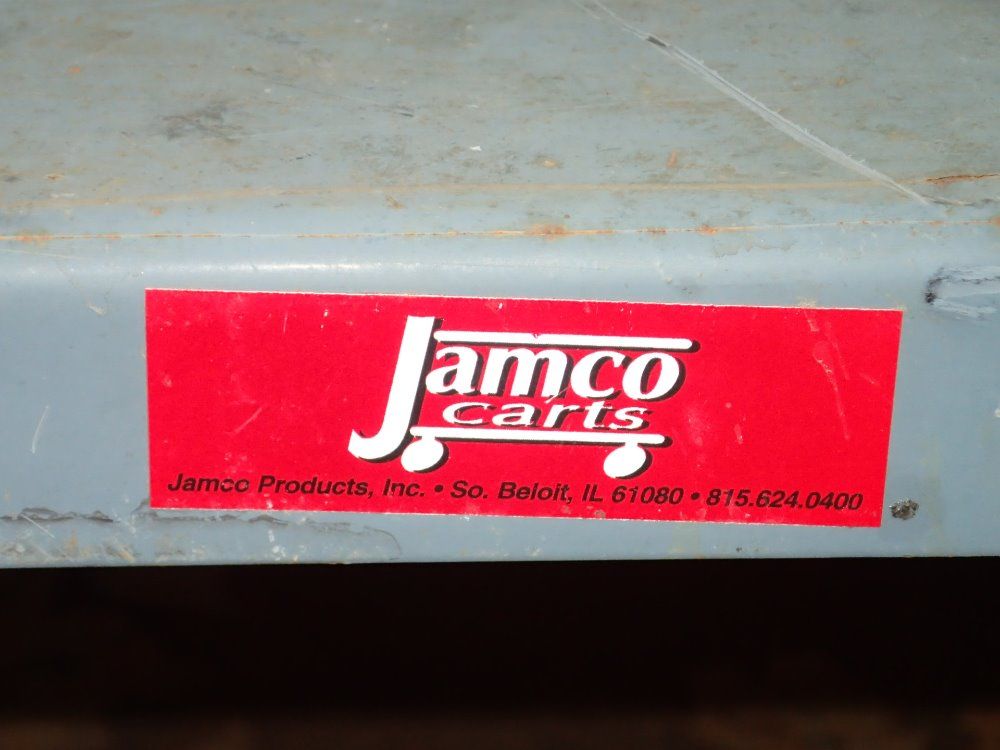 Jamco
carts
Jamco Products, Inc. • So. Beloit, IL 61080 • 815.624.0400